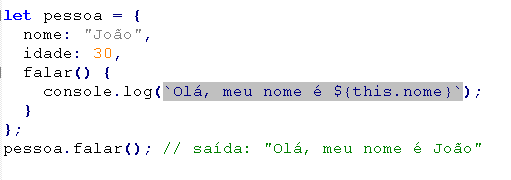 let pessoa = {
  nome: "João",
  idade: 30,
  falar() {
    console.log(`Olá, meu nome é ${this.nome}`);
  }
};
pessoa.falar(); // saída: "Olá, meu nome é João"